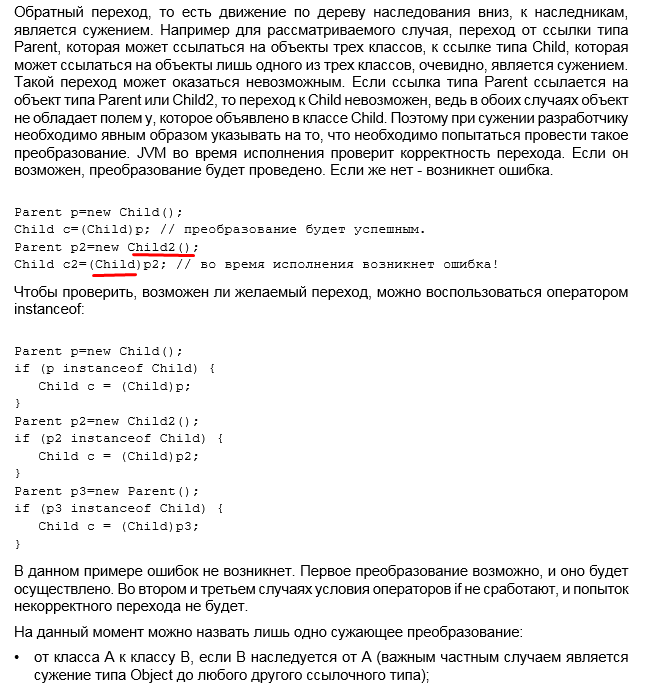 Обратный переход, то есть движение по дереву наследования вниз, к наследникам,
является сужением. Например для рассматриваемого случая, переход от ссылки типа
Parent, которая может ссылаться на объекты трех классов, к ссылке типа Child, которая
может ссылаться на объекты лишь одного из трех классов, очевидно, является сужением.
Такой переход может оказаться невозможным. Если ссылка типа Parent ссылается на
объект типа Parent или Child2, то переход к Child невозможен, ведь в обоих случаях объект
не обладает полем y, которое объявлено в классе Child. Поэтому при сужении разработчику
необходимо явным образом указывать на то, что необходимо попытаться провести такое
преобразование. JVM во время исполнения проверит корректность перехода. Если он
возможен, преобразование будет проведено. Если же нет - возникнет ошибка.
Parent p=new Child();
Child c=(Child)p; // преобразование будет успешным.
Parent p2=new Child2();
Child c2=(Child)p2; // во время исполнения возникнет ошибка!
Чтобы проверить, возможен ли желаемый переход, можно воспользоваться оператором
instanceof:
Parent p=new Child();
if (p instanceof Child) {
   Child c = (Child)p;
}
Parent p2=new Child2();
if (p2 instanceof Child) {
   Child c = (Child)p2;
}
Parent p3=new Parent();
if (p3 instanceof Child) {
   Child c = (Child)p3;
}
В данном примере ошибок не возникнет. Первое преобразование возможно, и оно будет
осуществлено. Во втором и третьем случаях условия операторов if не сработают, и попыток
некорректного перехода не будет.
На данный момент можно назвать лишь одно сужающее преобразование:
• от класса A к классу B, если B наследуется от A (важным частным случаем является
сужение типа Object до любого другого ссылочного типа);